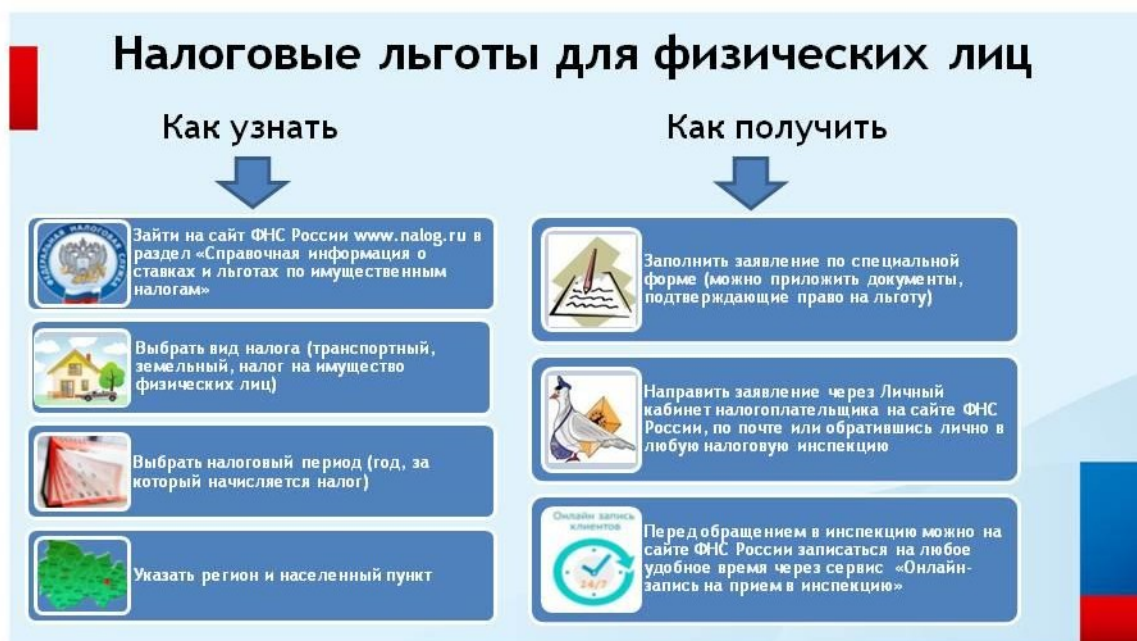 Налоговые льготы для физических лиц
Как узнать
Зайти на сайт ФНС России www.nalog.ru в
раздел «Справочная информация о
ставках и льготах по имущественным
налогам»
Выбрать вид налога (транспортный,
земельный, налог на имущество
физических лиц)
Выбрать налоговый период (год, за
который начисляется налог)
Указать регион и населенный пункт
Как получить
Заполнить заявление по специальной
форме (можно приложить документы,
подтверждающие право на льготу)
Направить заявление через Личный
кабинет налогоплательщика на сайте ФНС
России, по почте или обратившись лично в
любую налоговую инспекцию
Онлайн запись
клиентов
24/7
Перед обращением в инспекцию можно на
сайте ФНС России записаться на любое
удобное время через сервис «Онлайн-
запись на прием в инспекцию»